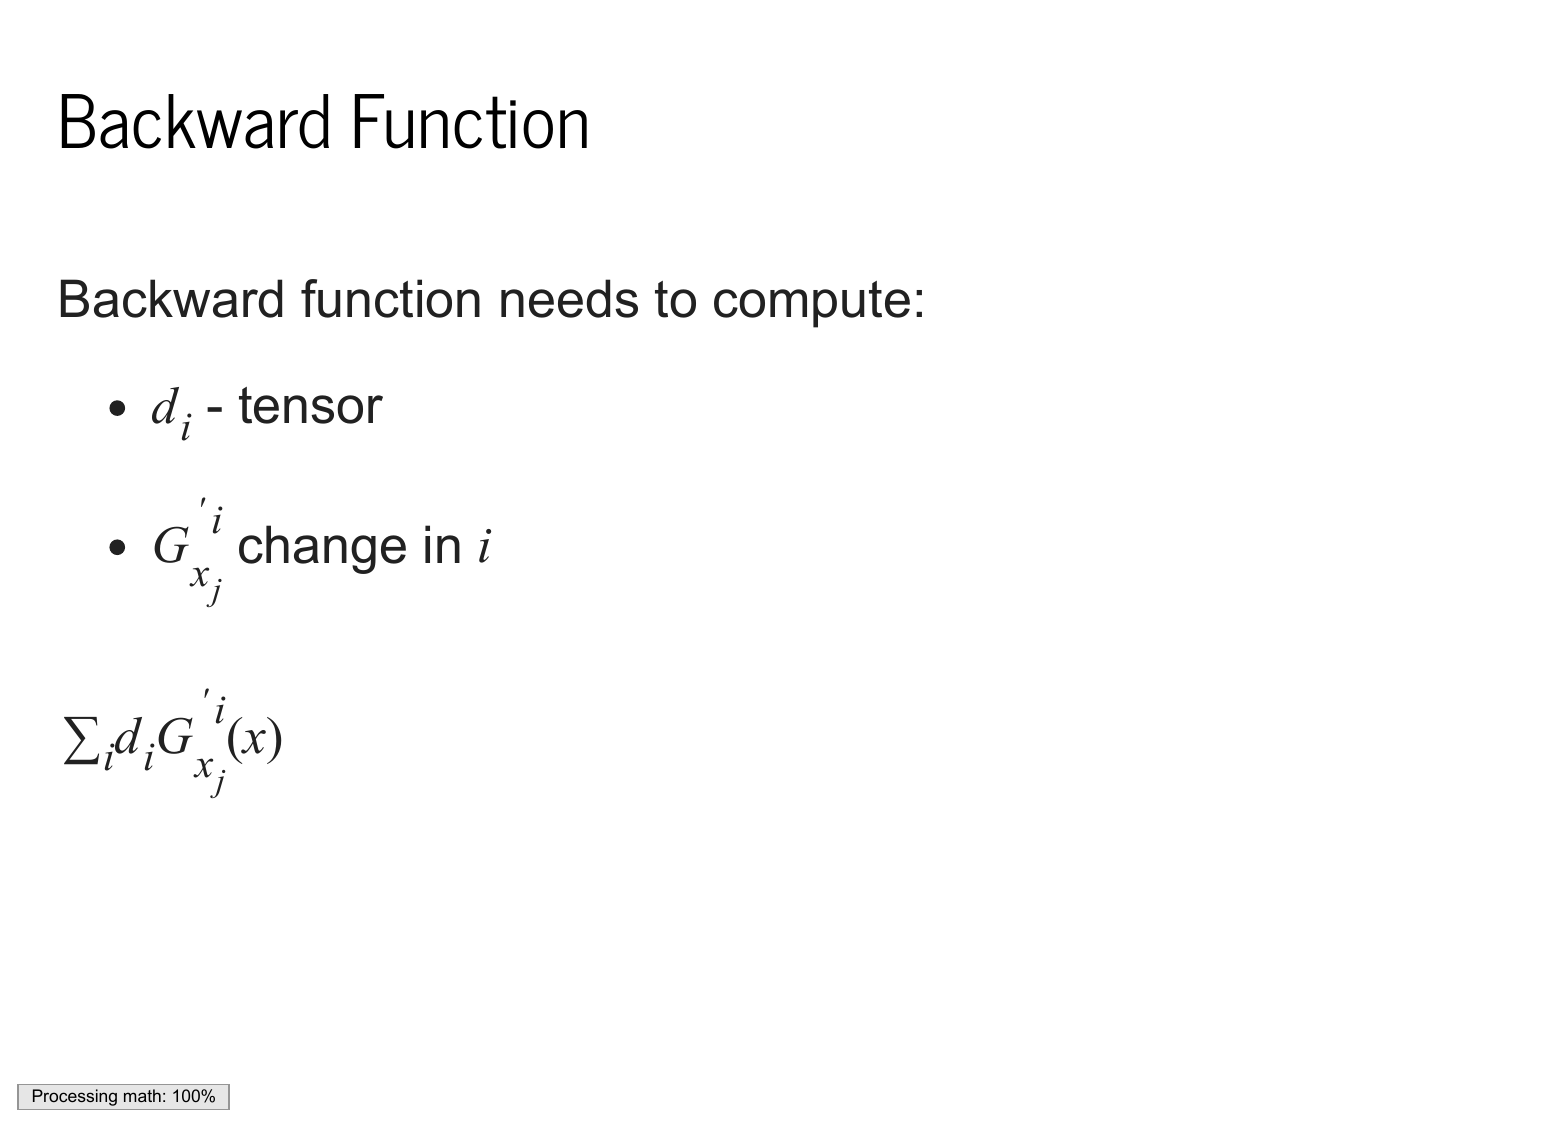 Backward Function
Backward function needs to compute:
• $d_i$ - tensor
• $G^{'i}_{x_j}$ change in $i$
$\sum_i d_i G^{'i}_{x_j}(x)$
Processing math: 100%